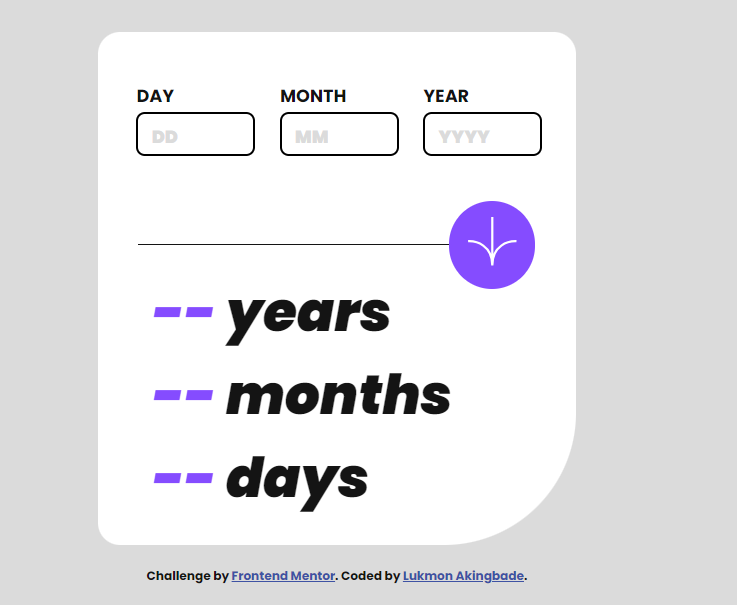 DAY MONTH YEAR
DD MM YYYY
-- years
-- months
-- days
Challenge by Frontend Mentor. Coded by Lukmon Akingbade.